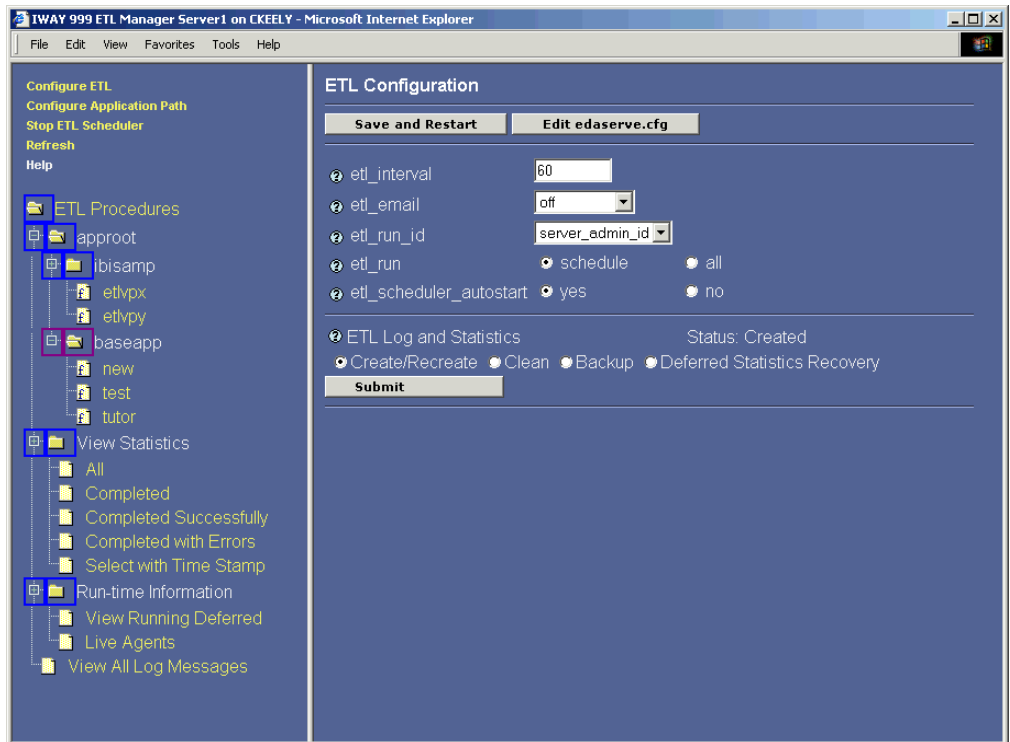 IWAY 999 ETL Manager Server1 on CKEELY - Microsoft Internet Explorer
File Edit View Favorites Tools Help
Configure ETL
Configure Application Path
Stop ETL Scheduler
Refresh
Help
ETL Procedures
approot
ibisamp
etlvpx
etlvpy
baseapp
new
test
tutor
View Statistics
All
Completed
Completed Successfully
Completed with Errors
Select with Time Stamp
Run-time Information
View Running Deferred
Live Agents
View All Log Messages
ETL Configuration
Save and Restart Edit edaserve.cfg
etl_interval 60
etl_email off
etl_run_id server_admin_id
etl_run schedule all
etl_scheduler_autostart yes no
ETL Log and Statistics Status: Created
Create/Recreate Clean Backup Deferred Statistics Recovery
Submit